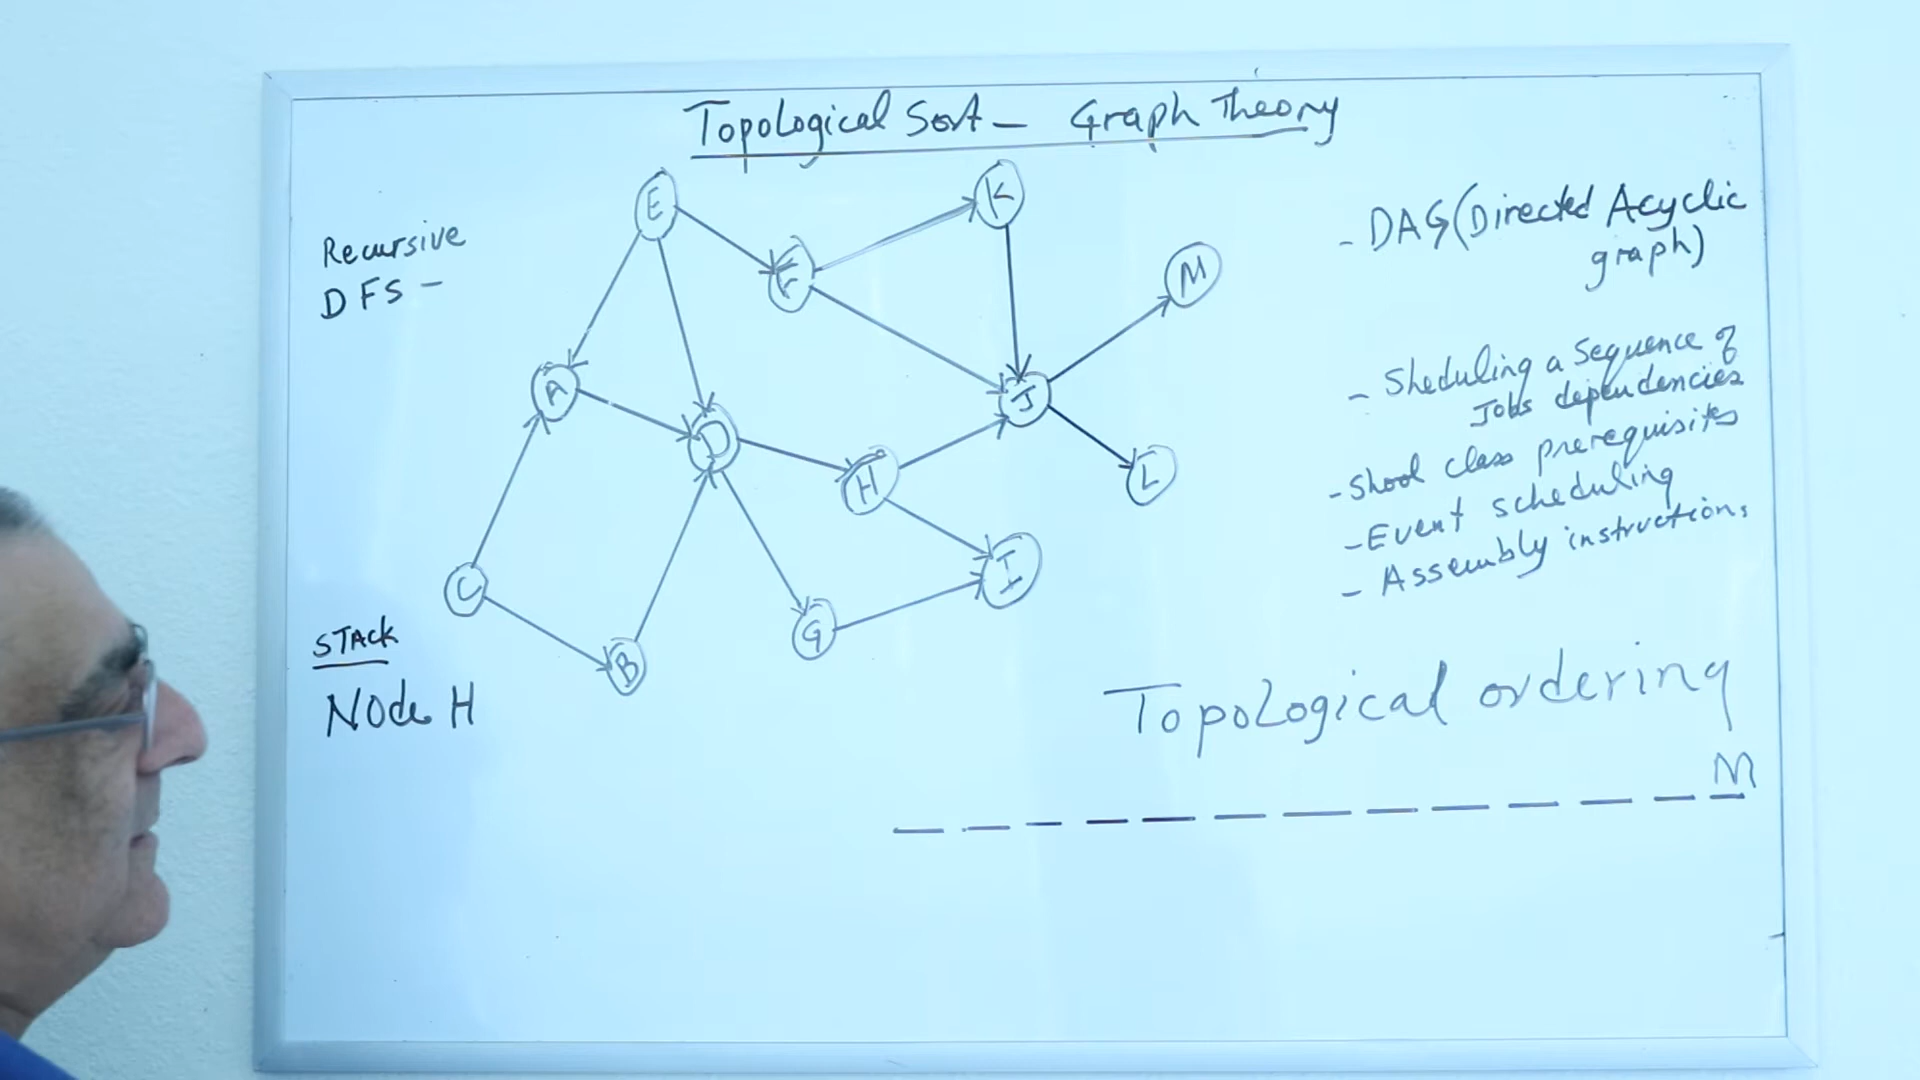 Topological Sort - Graph Theory
Recursive
DFS -
E
F
K
M
A
D
J
H
L
C
B
G
I
- DAG (Directed Acyclic
graph)
- Sheduling a sequence of
Jobs dependencies
- Shool class prerequisits
- Event scheduling
- Assembly instructions
STACK
Node H
Topological ordering
M